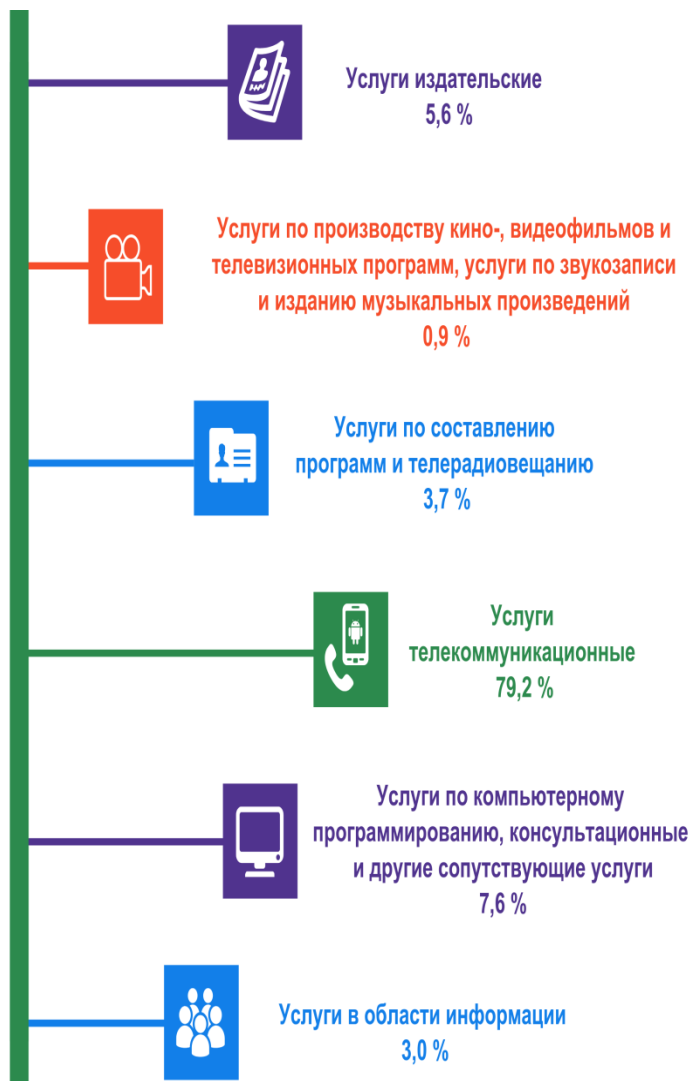 Услуги издательские
5,6 %
Услуги по производству кино-, видеофильмов и
телевизионных программ, услуги по звукозаписи
и изданию музыкальных произведений
0,9 %
Услуги по составлению
программ и телерадиовещанию
3,7 %
Услуги
телекоммуникационные
79,2 %
Услуги по компьютерному
программированию, консультационные
и другие сопутствующие услуги
7,6 %
Услуги в области информации
3,0 %